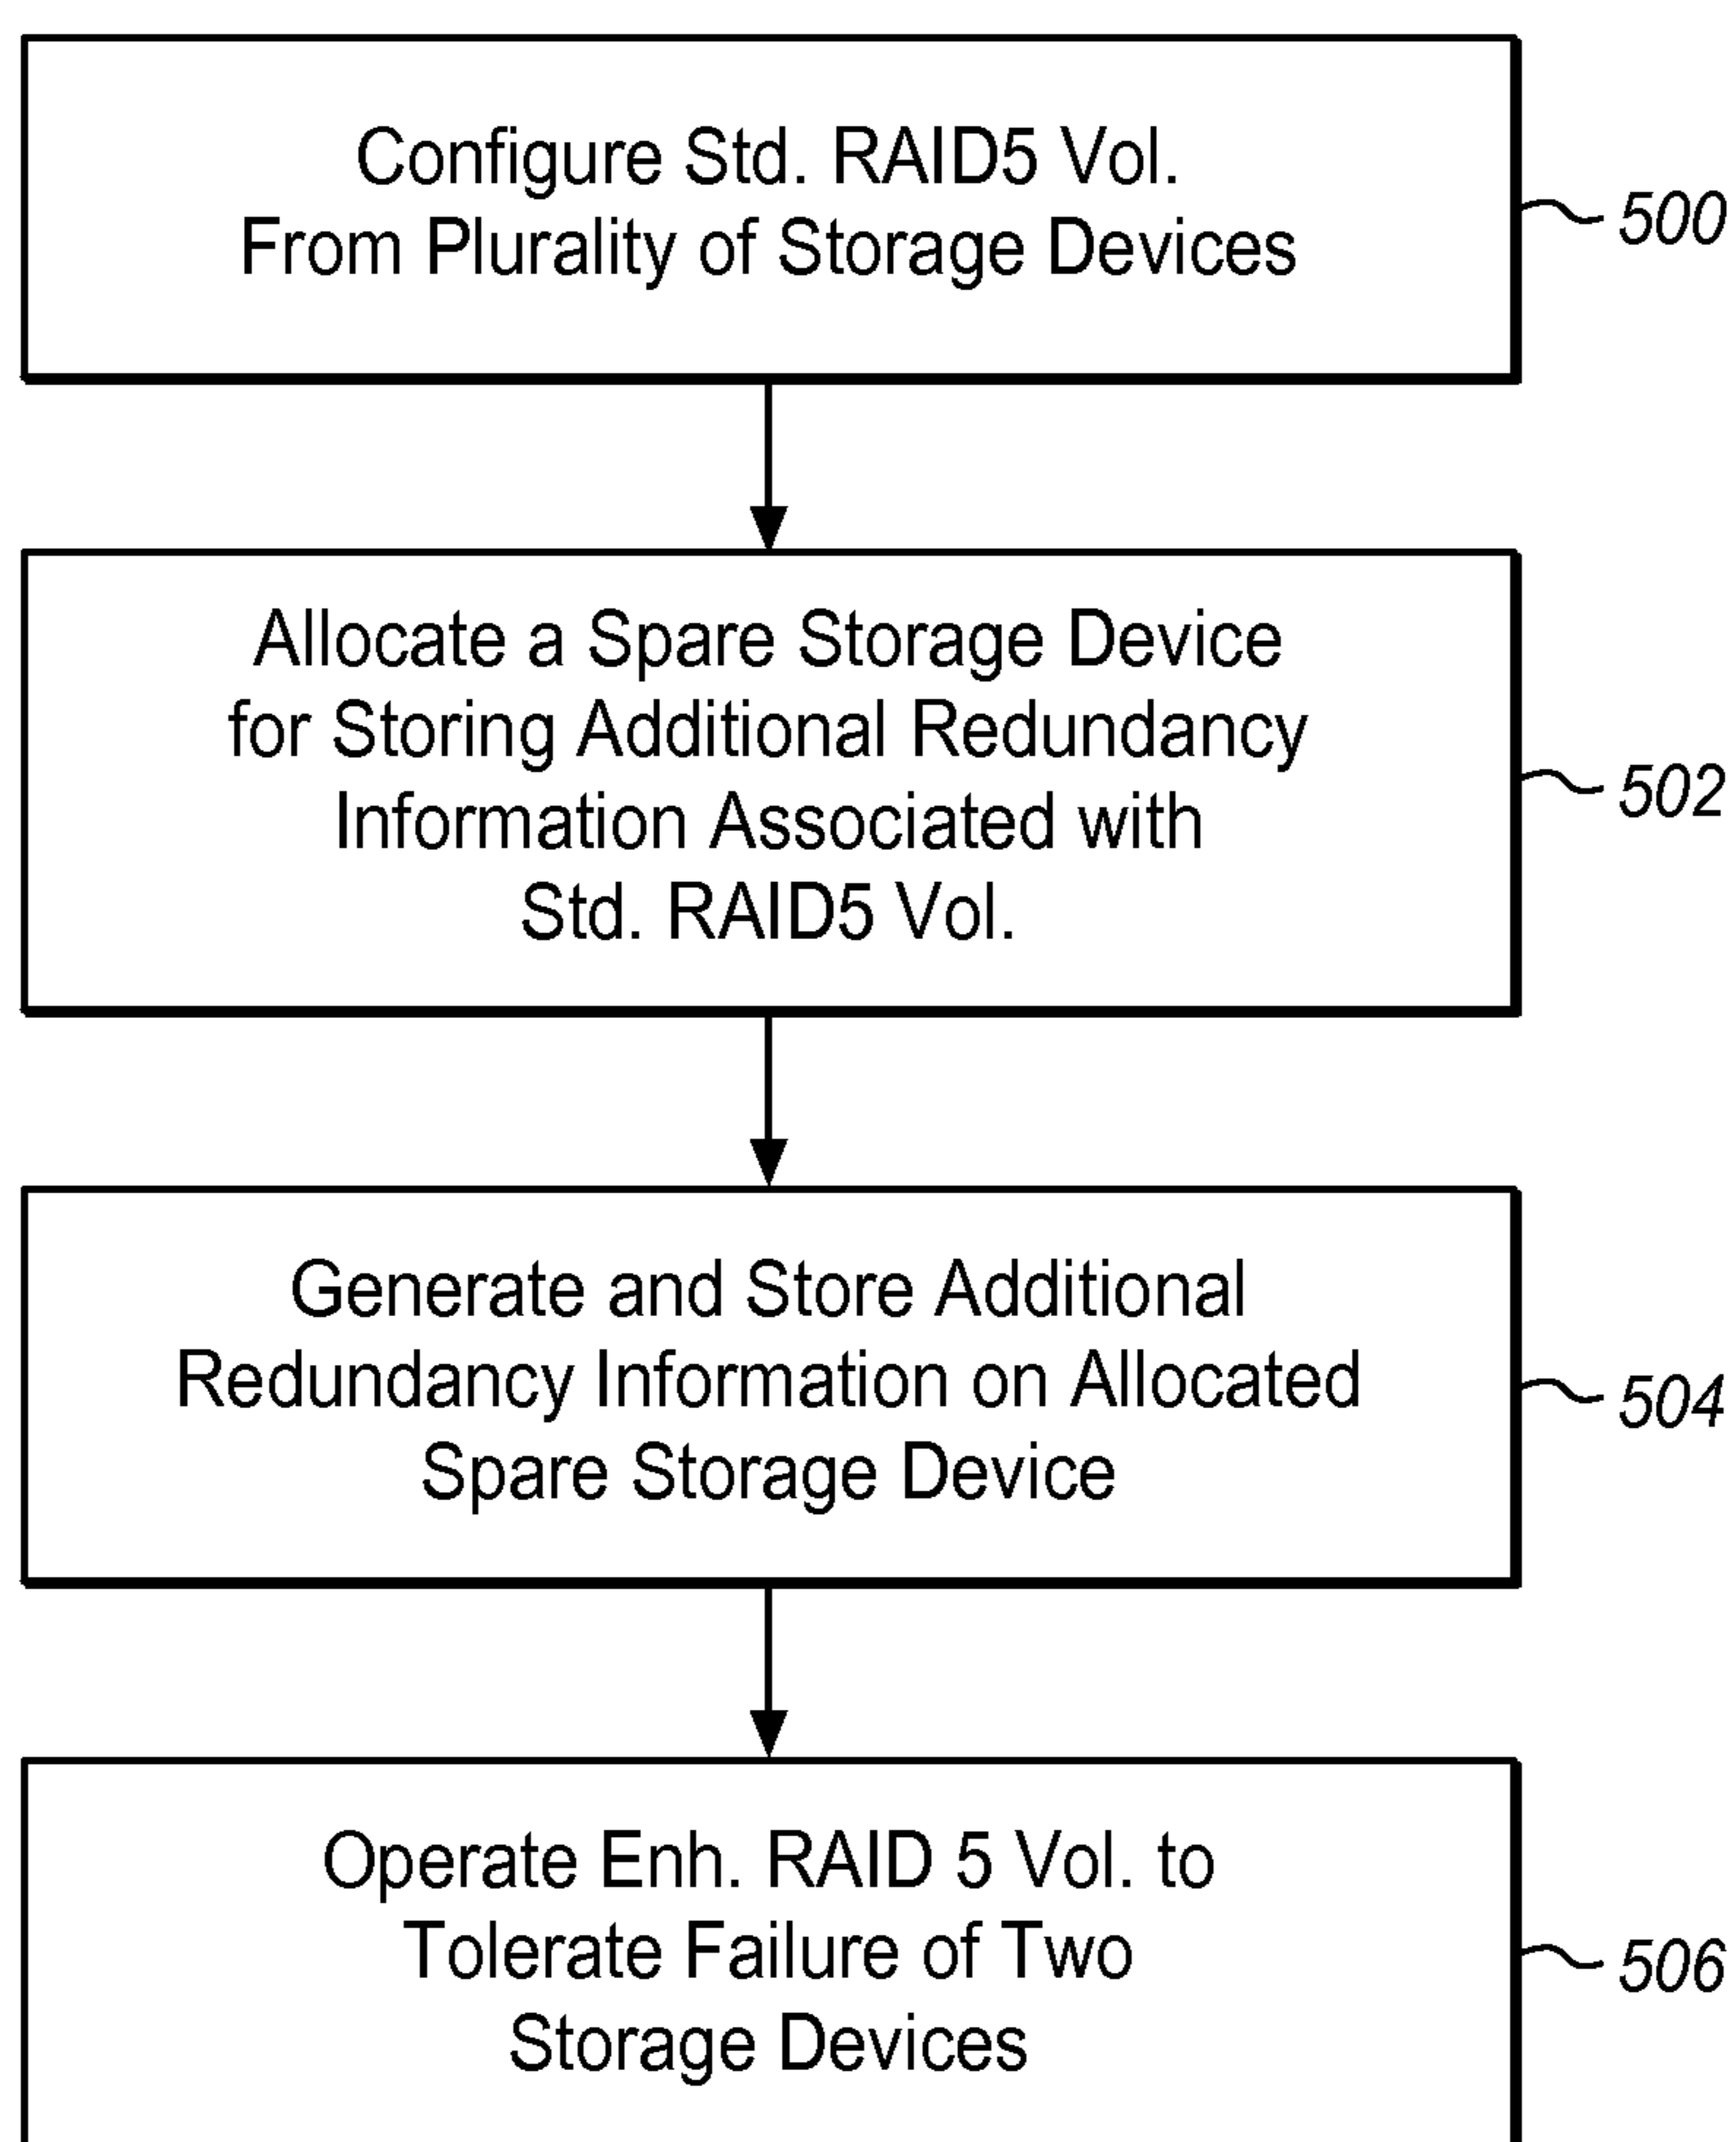 Configure Std. RAID5 Vol.
From Plurality of Storage Devices
500
Allocate a Spare Storage Device
for Storing Additional Redundancy
Information Associated with
Std. RAID5 Vol.
502
Generate and Store Additional
Redundancy Information on Allocated
Spare Storage Device
504
Operate Enh. RAID 5 Vol. to
Tolerate Failure of Two
Storage Devices
506